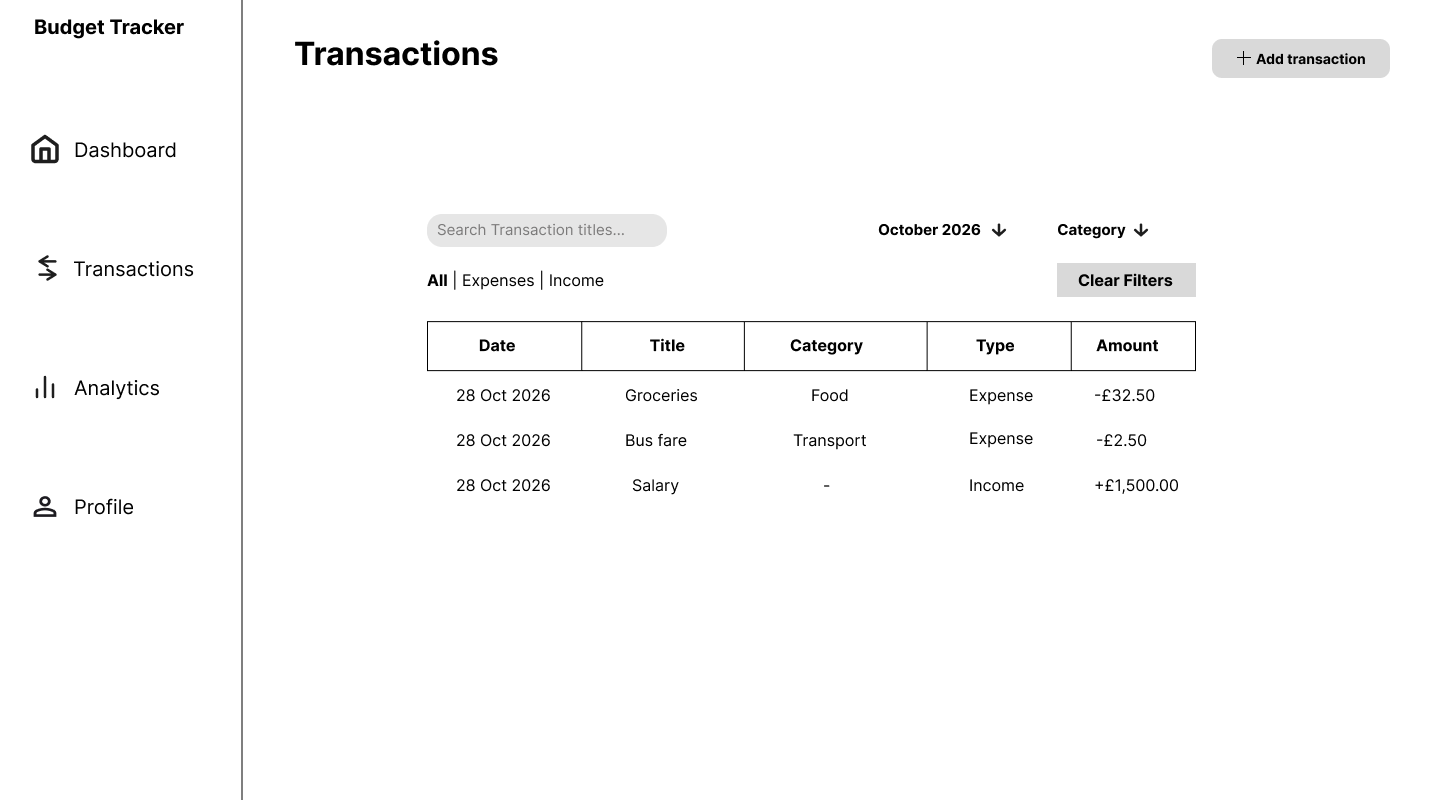 Budget Tracker
Transactions
+ Add transaction
Dashboard
Transactions
Analytics
Profile
Search Transaction titles...
October 2026
Category
All | Expenses | Income
Clear Filters
Date Title Category Type Amount
28 Oct 2026 Groceries Food Expense -£32.50
28 Oct 2026 Bus fare Transport Expense -£2.50
28 Oct 2026 Salary - Income +£1,500.00